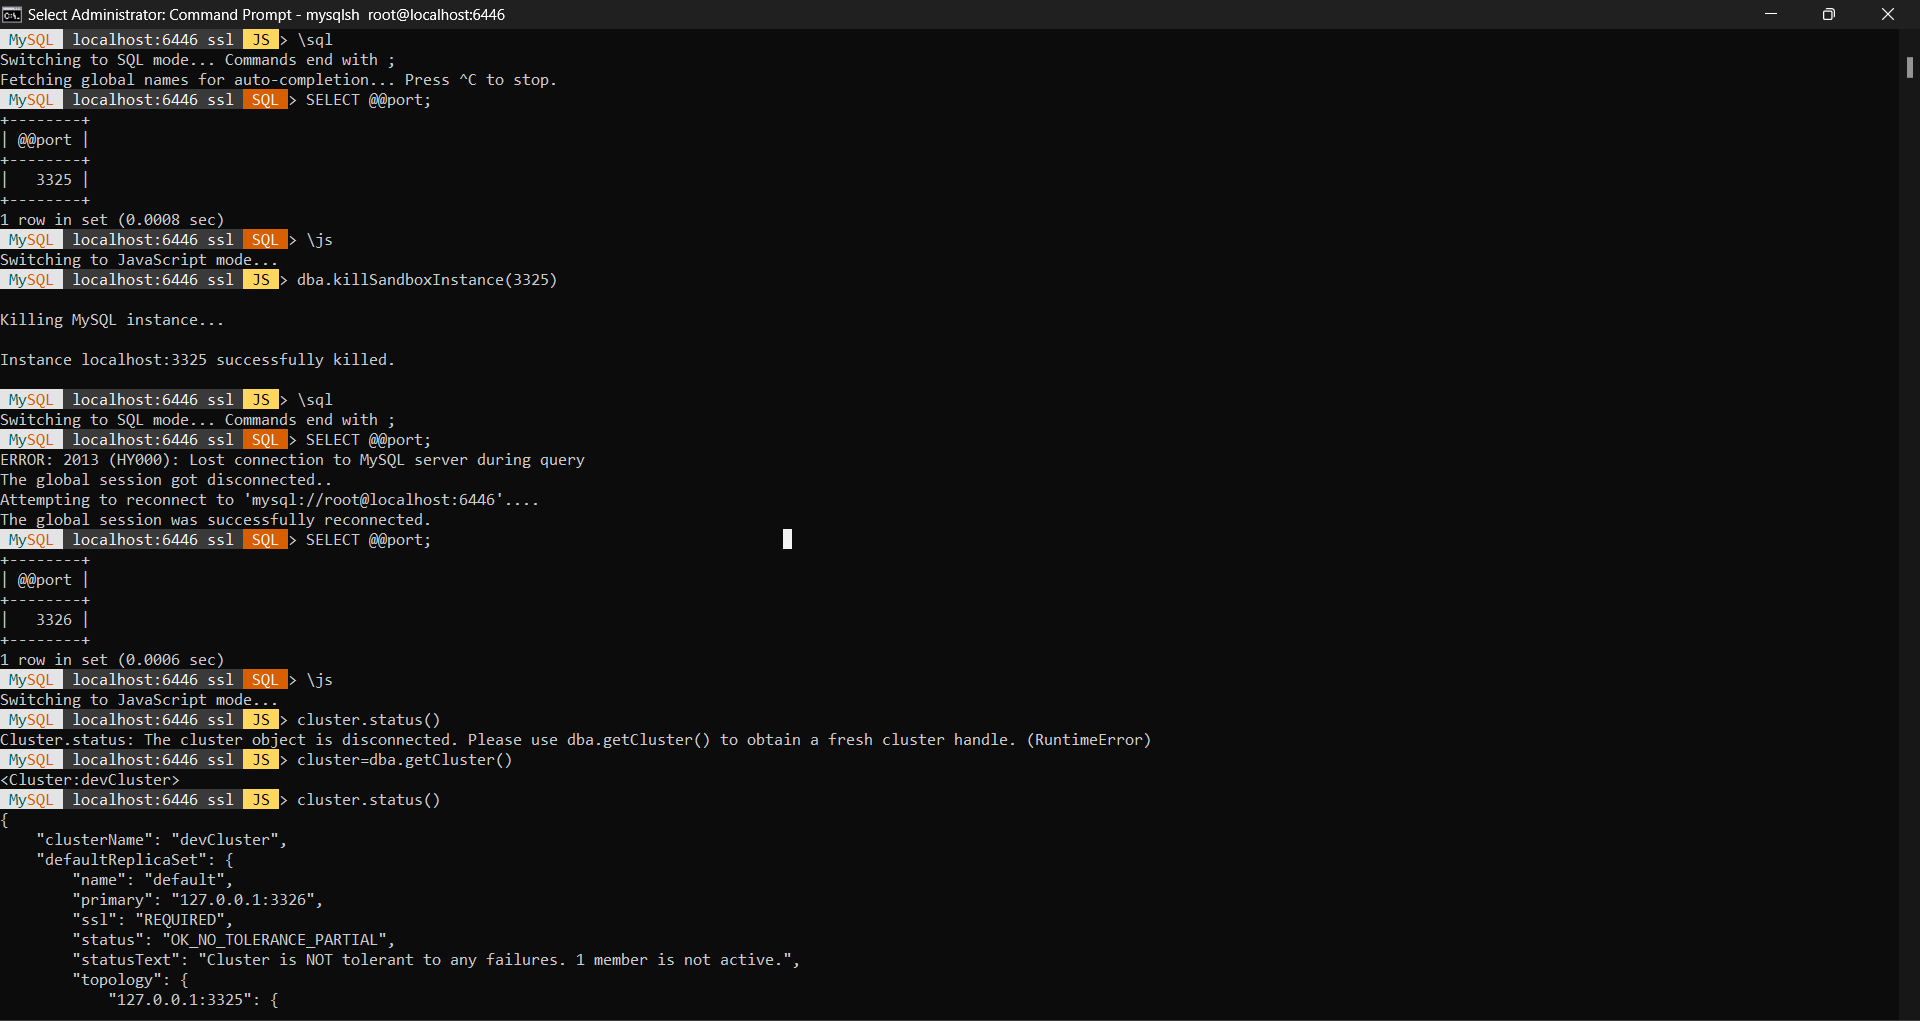 Select Administrator: Command Prompt - mysqlsh  root@localhost:6446
MySQL  localhost:6446 ssl  JS > \sql
Switching to SQL mode... Commands end with ;
Fetching global names for auto-completion... Press ^C to stop.
MySQL  localhost:6446 ssl  SQL > SELECT @@port;
+--------+
| @@port |
+--------+
|   3325 |
+--------+
1 row in set (0.0008 sec)
MySQL  localhost:6446 ssl  SQL > \js
Switching to JavaScript mode...
MySQL  localhost:6446 ssl  JS > dba.killSandboxInstance(3325)
Killing MySQL instance...
Instance localhost:3325 successfully killed.
MySQL  localhost:6446 ssl  JS > \sql
Switching to SQL mode... Commands end with ;
MySQL  localhost:6446 ssl  SQL > SELECT @@port;
ERROR: 2013 (HY000): Lost connection to MySQL server during query
The global session got disconnected..
Attempting to reconnect to 'mysql://root@localhost:6446'....
The global session was successfully reconnected.
MySQL  localhost:6446 ssl  SQL > SELECT @@port;
+--------+
| @@port |
+--------+
|   3326 |
+--------+
1 row in set (0.0006 sec)
MySQL  localhost:6446 ssl  SQL > \js
Switching to JavaScript mode...
MySQL  localhost:6446 ssl  JS > cluster.status()
Cluster.status: The cluster object is disconnected. Please use dba.getCluster() to obtain a fresh cluster handle. (RuntimeError)
MySQL  localhost:6446 ssl  JS > cluster=dba.getCluster()
<Cluster:devCluster>
MySQL  localhost:6446 ssl  JS > cluster.status()
{
    "clusterName": "devCluster",
    "defaultReplicaSet": {
        "name": "default",
        "primary": "127.0.0.1:3326",
        "ssl": "REQUIRED",
        "status": "OK_NO_TOLERANCE_PARTIAL",
        "statusText": "Cluster is NOT tolerant to any failures. 1 member is not active.",
        "topology": {
            "127.0.0.1:3325": {